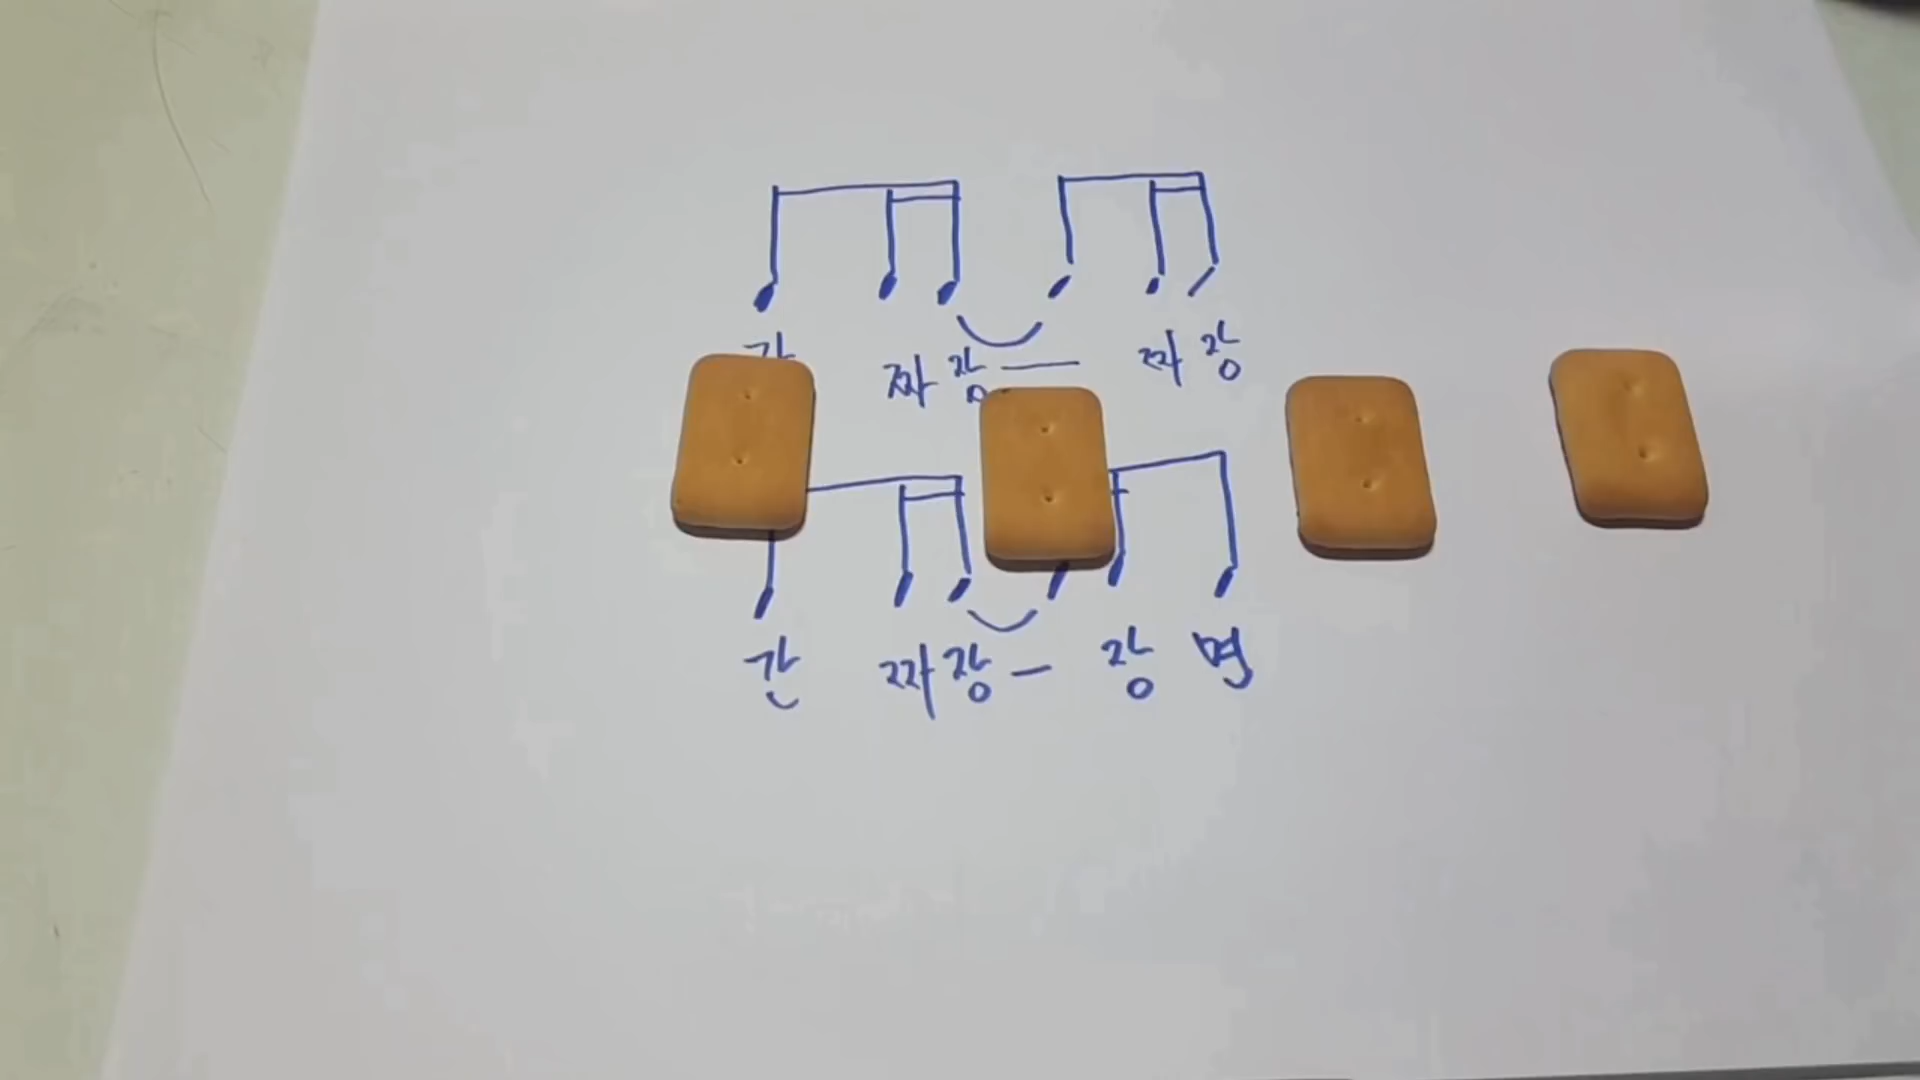 짜 장 — 짜 장
간 짜 장 — 장 면